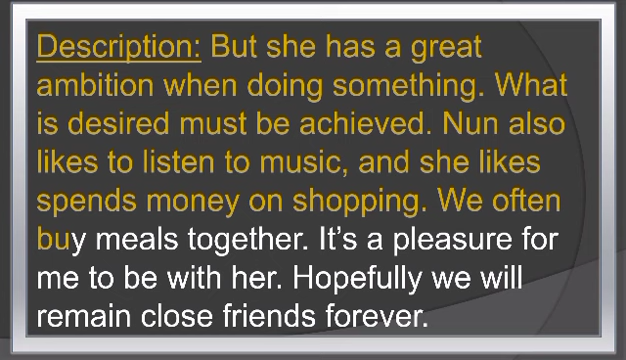 Description: But she has a great
ambition when doing something. What
is desired must be achieved. Nun also
likes to listen to music, and she likes
spends money on shopping. We often
buy meals together. It’s a pleasure for
me to be with her. Hopefully we will
remain close friends forever.